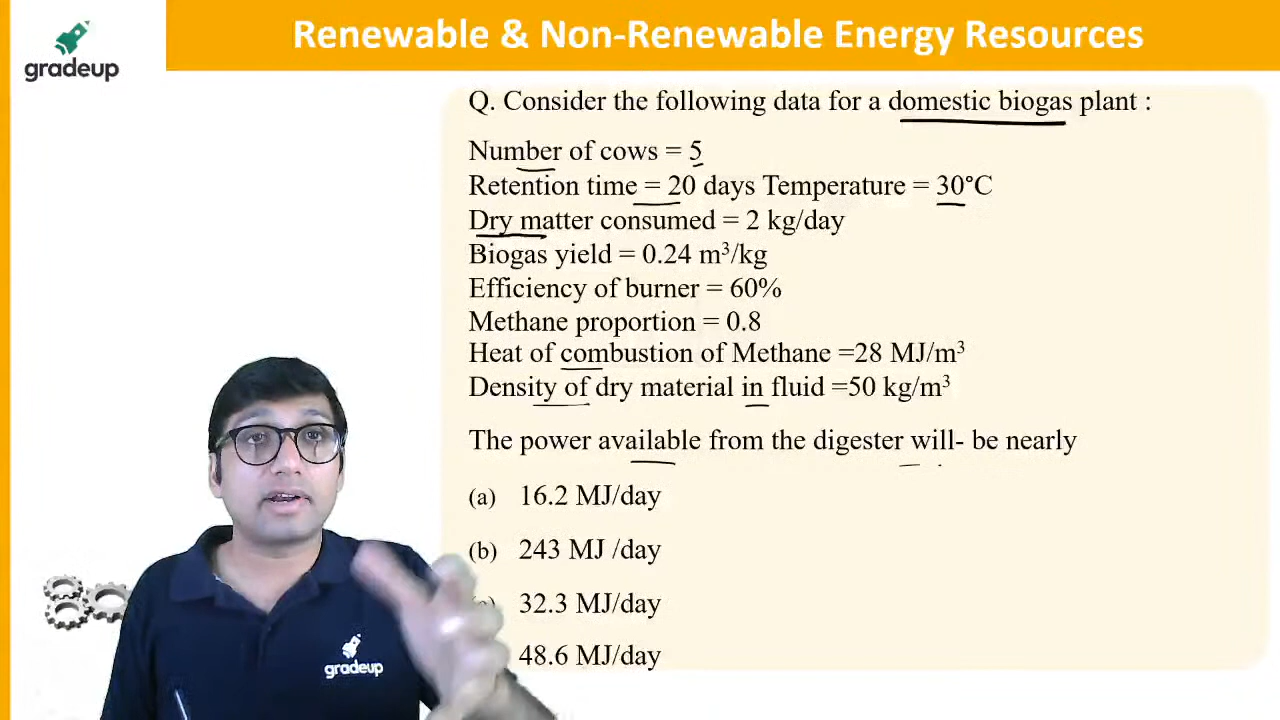 gradeup
Renewable & Non-Renewable Energy Resources
Q. Consider the following data for a domestic biogas plant :
Number of cows = 5
Retention time = 20 days Temperature = 30°C
Dry matter consumed = 2 kg/day
Biogas yield = 0.24 m³/kg
Efficiency of burner = 60%
Methane proportion = 0.8
Heat of combustion of Methane =28 MJ/m³
Density of dry material in fluid =50 kg/m³
The power available from the digester will- be nearly
(a) 16.2 MJ/day
(b) 243 MJ /day
32.3 MJ/day
48.6 MJ/day
gradeup